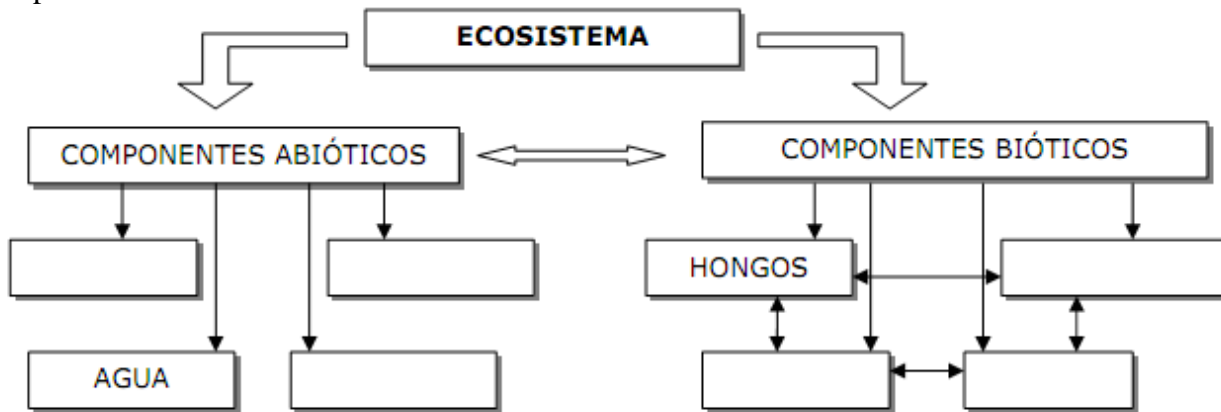 ECOSISTEMA
COMPONENTES ABIÓTICOS
COMPONENTES BIÓTICOS
HONGOS
AGUA